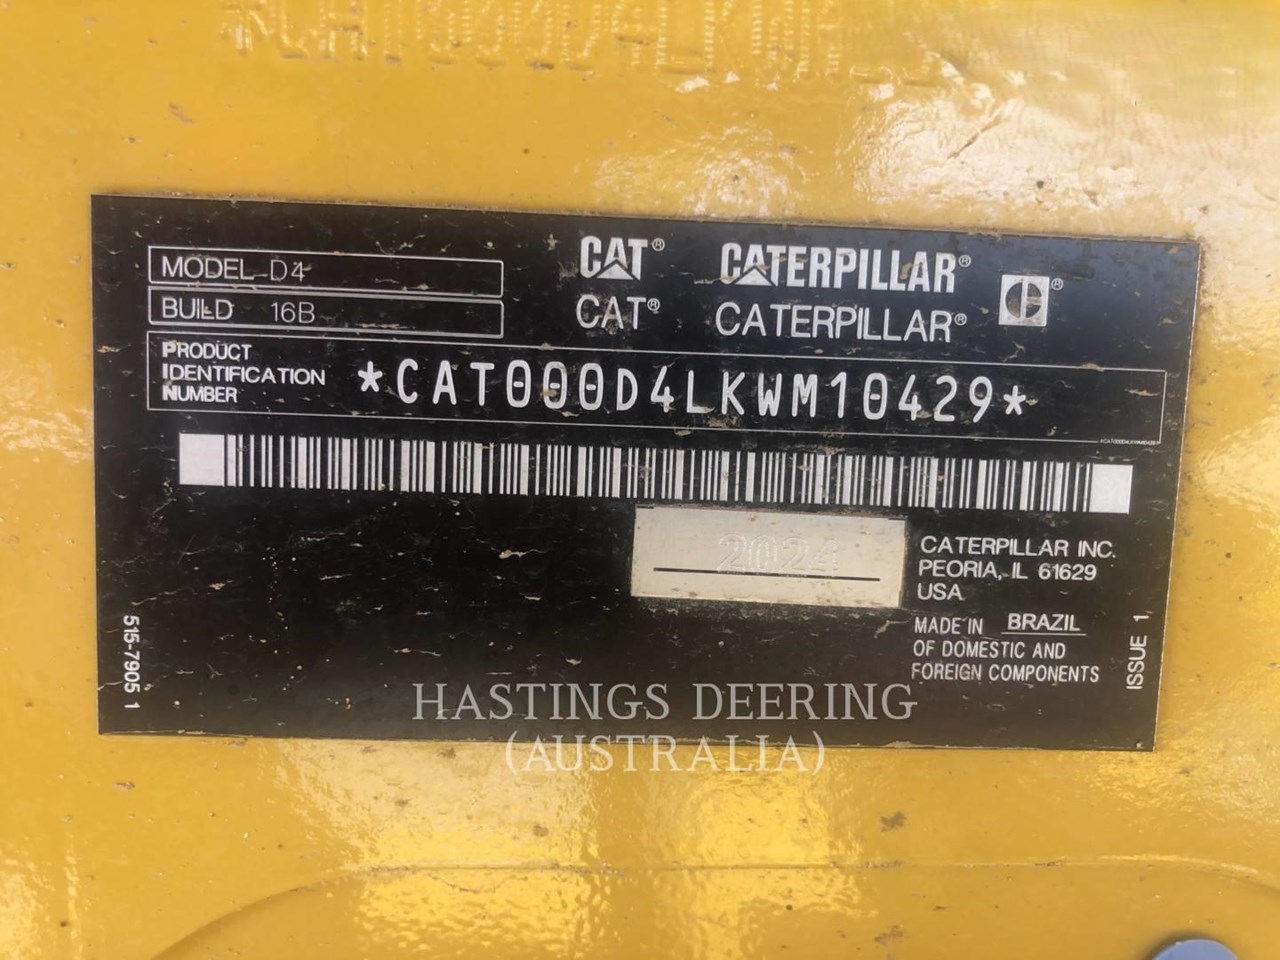 MODEL D4
BUILD 16B
CAT® CATERPILLAR®
CAT® CATERPILLAR®
PRODUCT
IDENTIFICATION
NUMBER
*CAT000D4LKWM10429*
2024
CATERPILLAR INC.
PEORIA, IL 61629
USA
MADE IN BRAZIL
OF DOMESTIC AND
FOREIGN COMPONENTS
515-7905 1
ISSUE 1
HASTINGS DEERING
(AUSTRALIA)